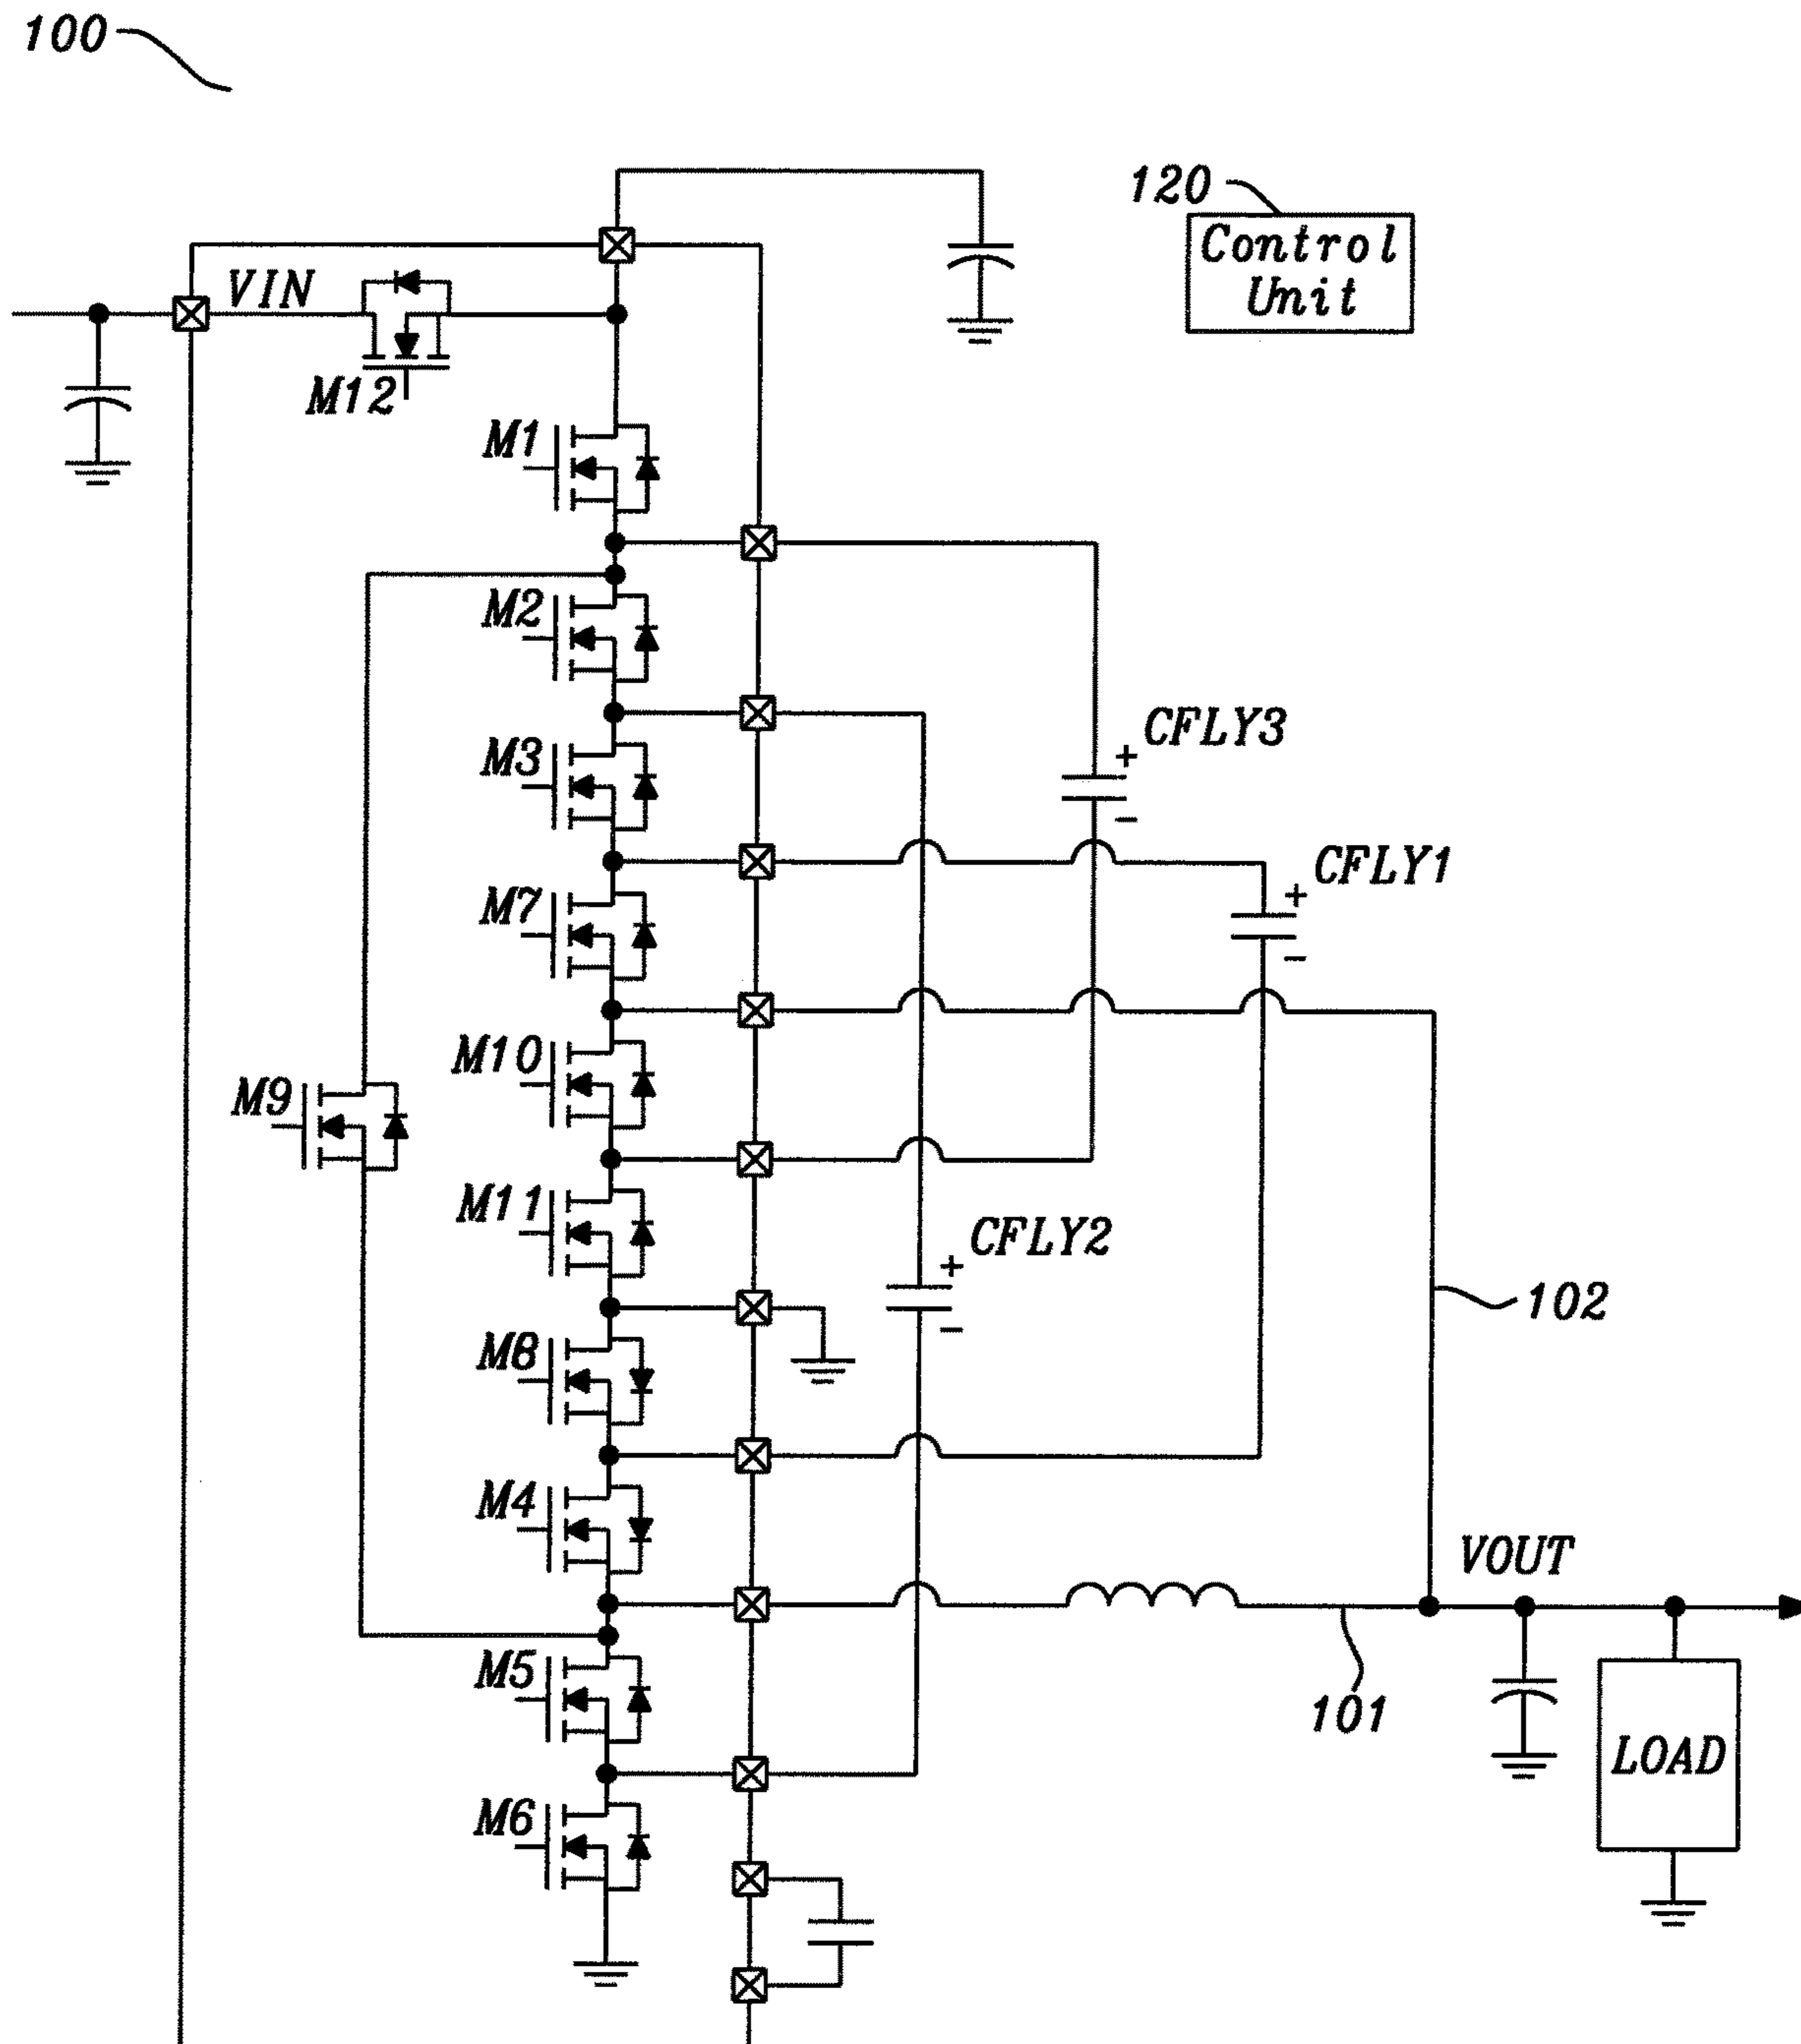 100
120
Control
Unit
VIN
M12
M1
M2
CFLY3
+
-
M3
CFLY1
+
-
M7
M10
M9
M11
CFLY2
+
-
102
M8
M4
VOUT
M5
101
LOAD
M6